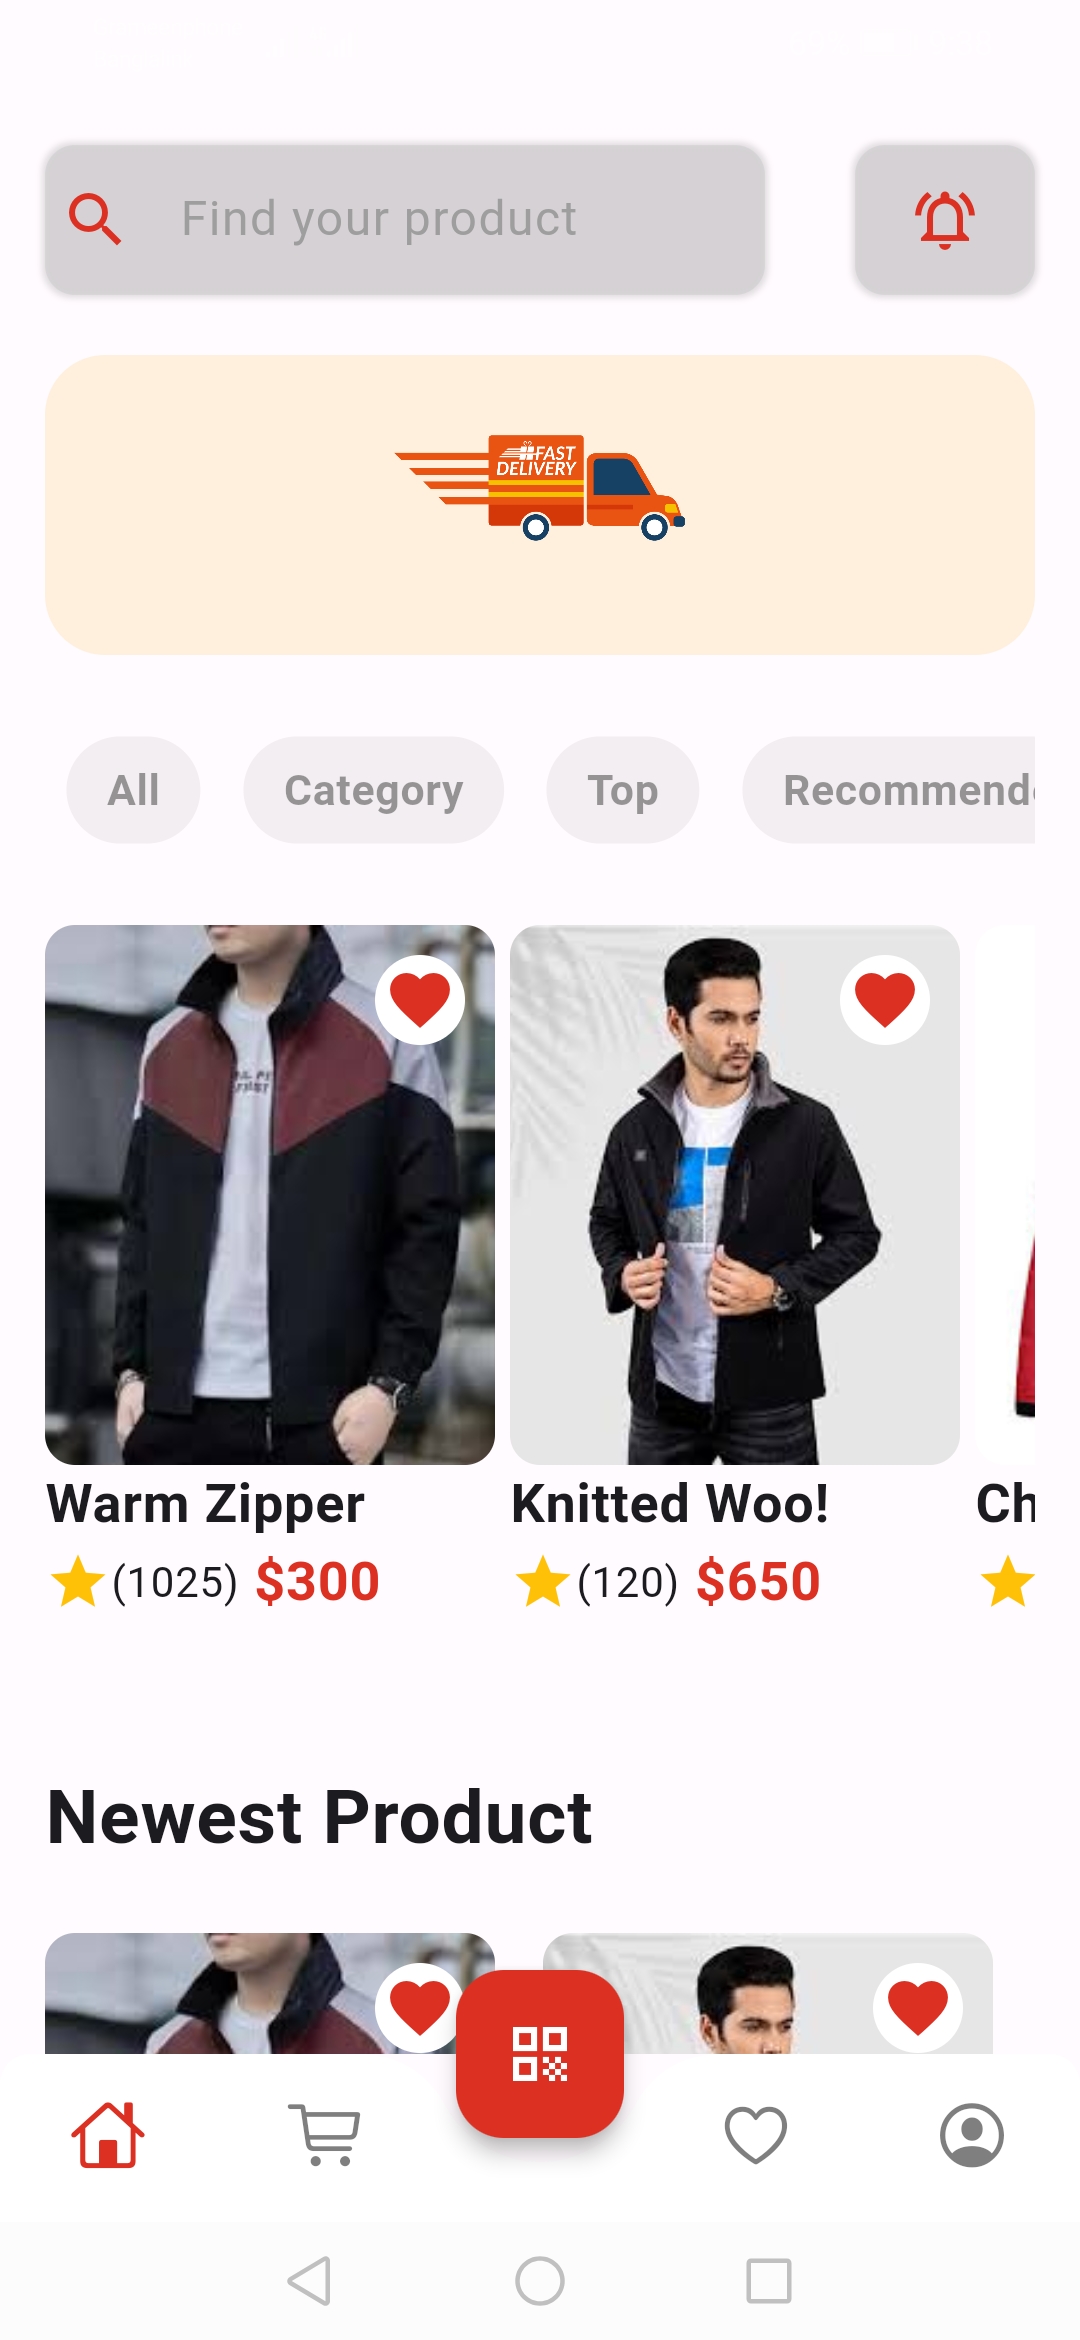 Find your product
FAST
DELIVERY
All
Category
Top
Recommende
Warm Zipper
Knitted Woo!
Ch
(1025) $300
(120) $650
Newest Product